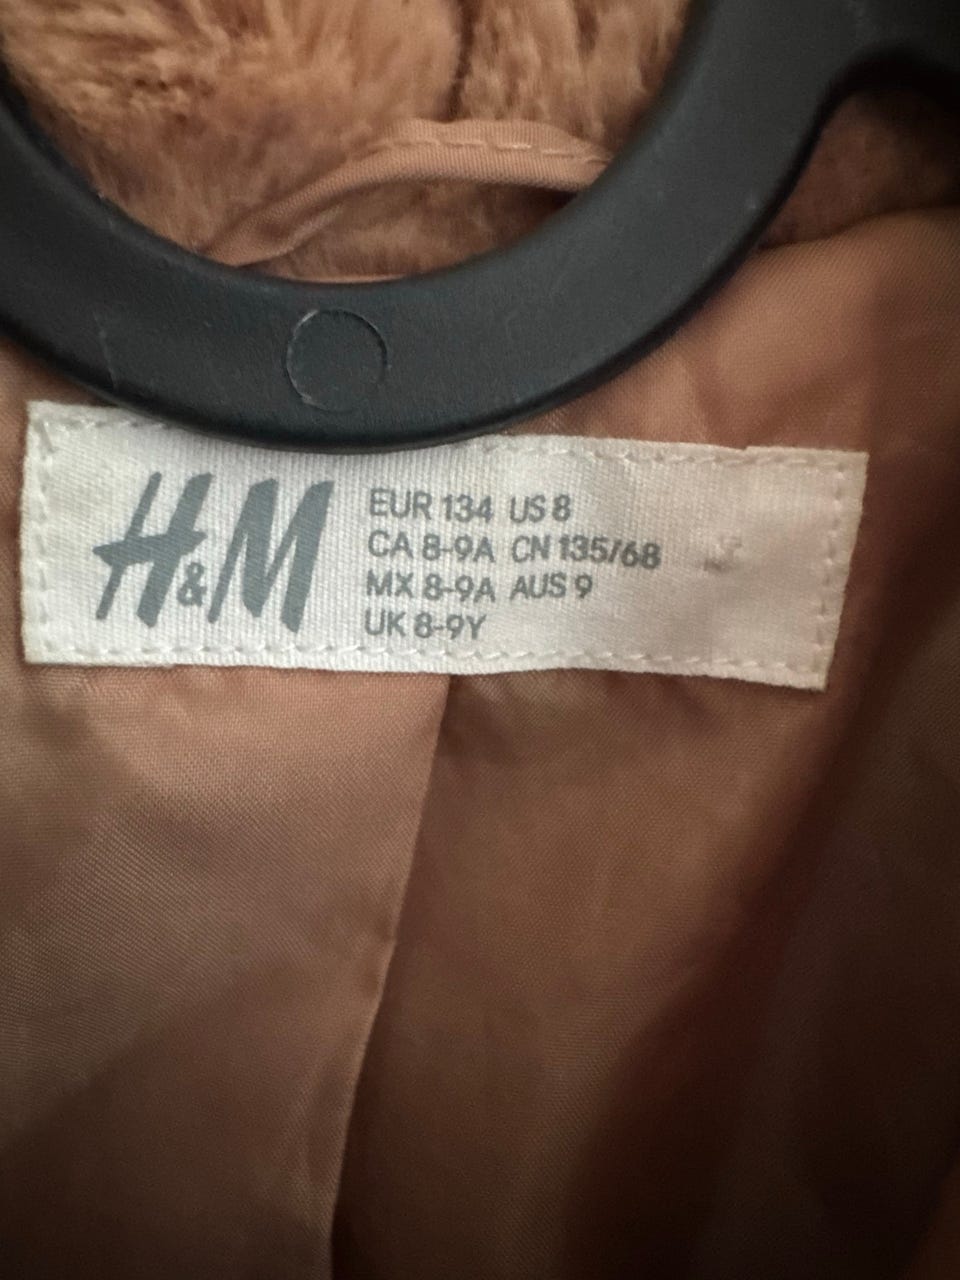 H&M
EUR 134 US 8
CA 8-9A CN 135/68
MX 8-9A AUS 9
UK 8-9Y